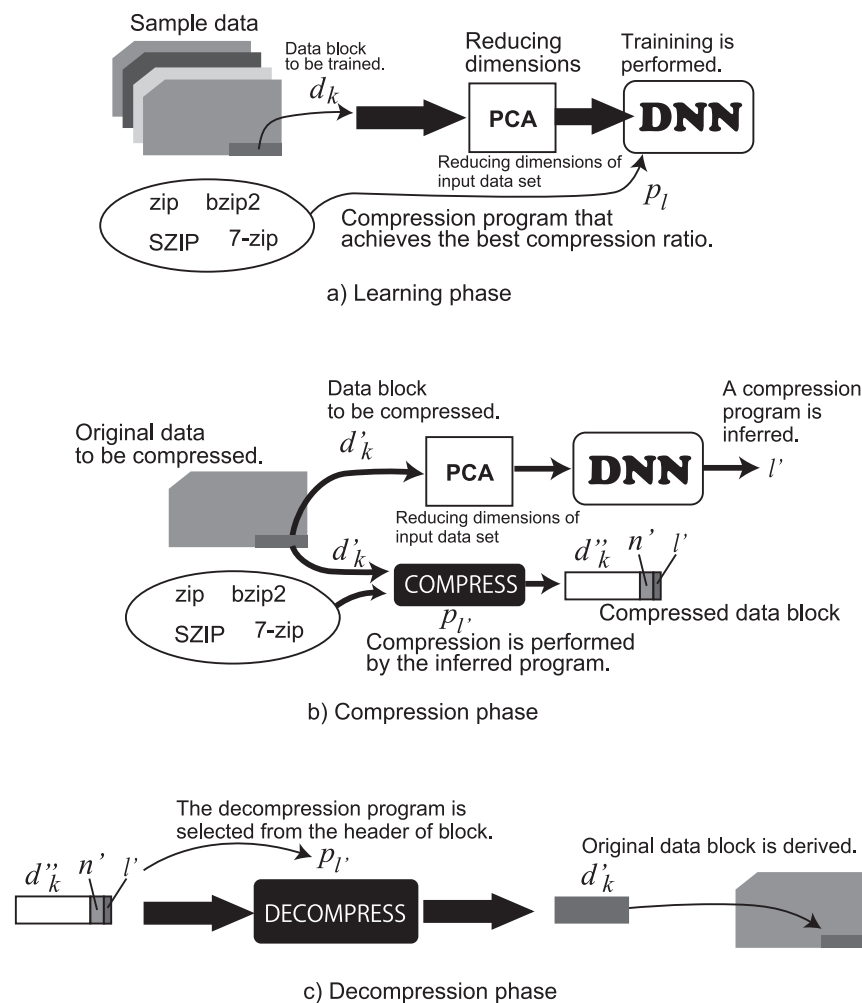 Sample data
Data block
to be trained.
d_k
Reducing
dimensions
PCA
Reducing dimensions of
input data set
Trainining is
performed.
DNN
p_l
zip bzip2
SZIP 7-zip
Compression program that
achieves the best compression ratio.
a) Learning phase
Original data
to be compressed.
Data block
to be compressed.
d'_k
PCA
Reducing dimensions of
input data set
DNN
A compression
program is
inferred.
l'
d'_k
zip bzip2
SZIP 7-zip
COMPRESS
p_l'
Compression is performed
by the inferred program.
d''_k n' l'
Compressed data block
b) Compression phase
The decompression program is
selected from the header of block.
d''_k n' l'
p_l'
DECOMPRESS
Original data block is derived.
d'_k
c) Decompression phase